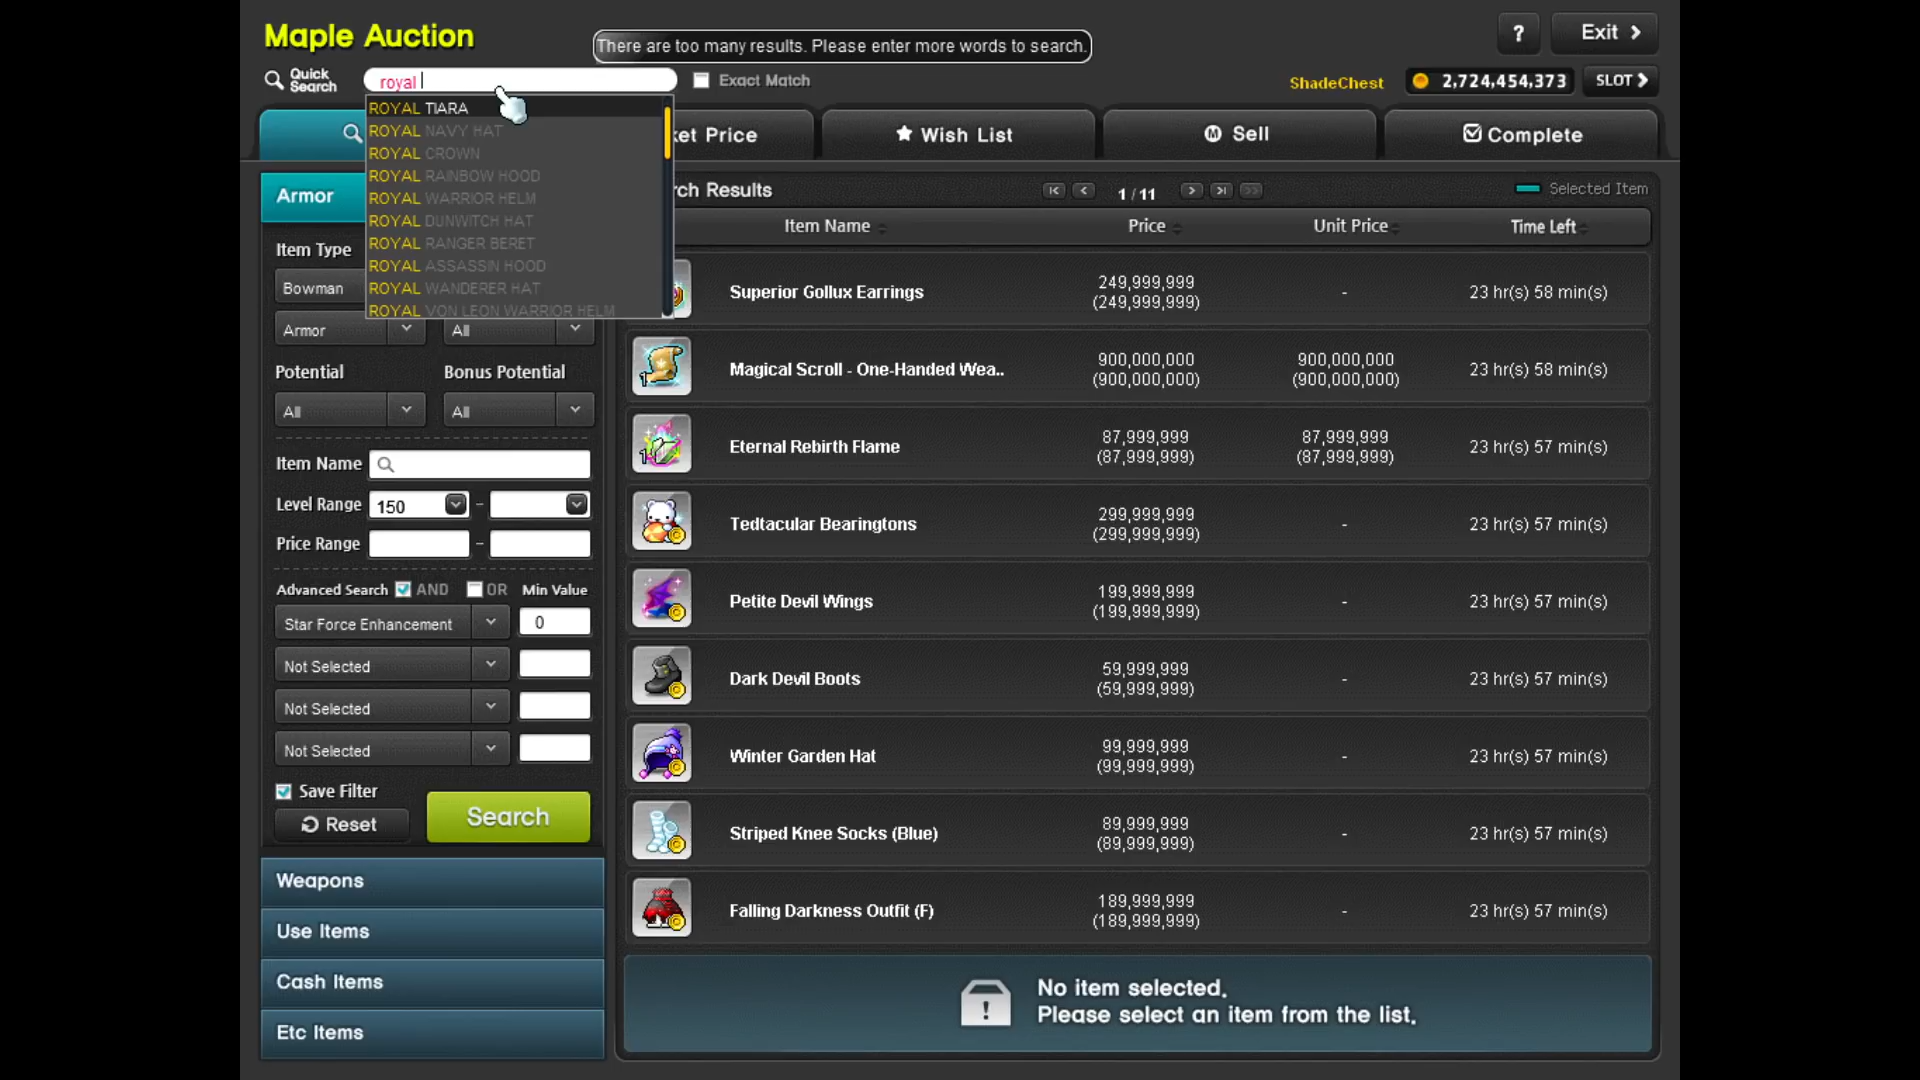 Maple Auction
There are too many results. Please enter more words to search.
? Exit >
Quick Search
royal
Exact Match
ShadeChest
2,724,454,373
SLOT >
ROYAL TIARA
ROYAL NAVY HAT
ROYAL CROWN
ROYAL RAINBOW HOOD
ROYAL WARRIOR HELM
ROYAL DUNWITCH HAT
ROYAL RANGER BERET
ROYAL ASSASSIN HOOD
ROYAL WANDERER HAT
ROYAL VON LEON WARRIOR HELM
Price
Wish List
Sell
Complete
Armor
Item Type
Bowman
Armor
All
Potential
Bonus Potential
All
All
Item Name
Level Range 150 -
Price Range -
Advanced Search AND OR Min Value
Star Force Enhancement 0
Not Selected
Not Selected
Not Selected
Save Filter
Reset
Search
Weapons
Use Items
Cash Items
Etc Items
Results
1 / 11
Selected Item
Item Name Price Unit Price Time Left
Superior Gollux Earrings 249,999,999 - 23 hr(s) 58 min(s)
(249,999,999)
Magical Scroll - One-Handed Wea.. 900,000,000 900,000,000 23 hr(s) 58 min(s)
(900,000,000) (900,000,000)
Eternal Rebirth Flame 87,999,999 87,999,999 23 hr(s) 57 min(s)
(87,999,999) (87,999,999)
Tedtacular Bearingtons 299,999,999 - 23 hr(s) 57 min(s)
(299,999,999)
Petite Devil Wings 199,999,999 - 23 hr(s) 57 min(s)
(199,999,999)
Dark Devil Boots 59,999,999 - 23 hr(s) 57 min(s)
(59,999,999)
Winter Garden Hat 99,999,999 - 23 hr(s) 57 min(s)
(99,999,999)
Striped Knee Socks (Blue) 89,999,999 - 23 hr(s) 57 min(s)
(89,999,999)
Falling Darkness Outfit (F) 189,999,999 - 23 hr(s) 57 min(s)
(189,999,999)
No item selected.
Please select an item from the list.